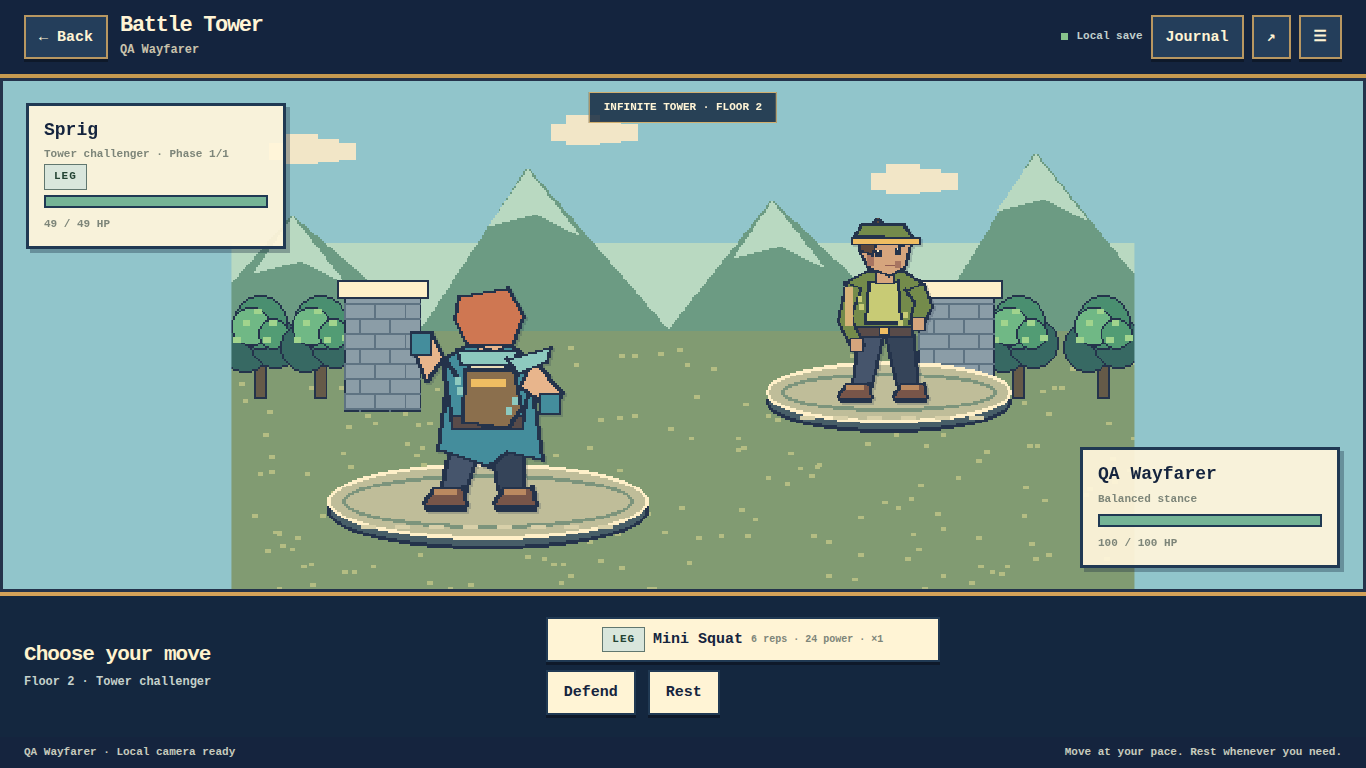 ← Back
Battle Tower
QA Wayfarer
Local save
Journal
↗
☰
INFINITE TOWER · FLOOR 2
Sprig
Tower challenger · Phase 1/1
LEG
49 / 49 HP
QA Wayfarer
Balanced stance
100 / 100 HP
Choose your move
Floor 2 · Tower challenger
LEG Mini Squat 6 reps · 24 power · ×1
Defend
Rest
QA Wayfarer · Local camera ready
Move at your pace. Rest whenever you need.